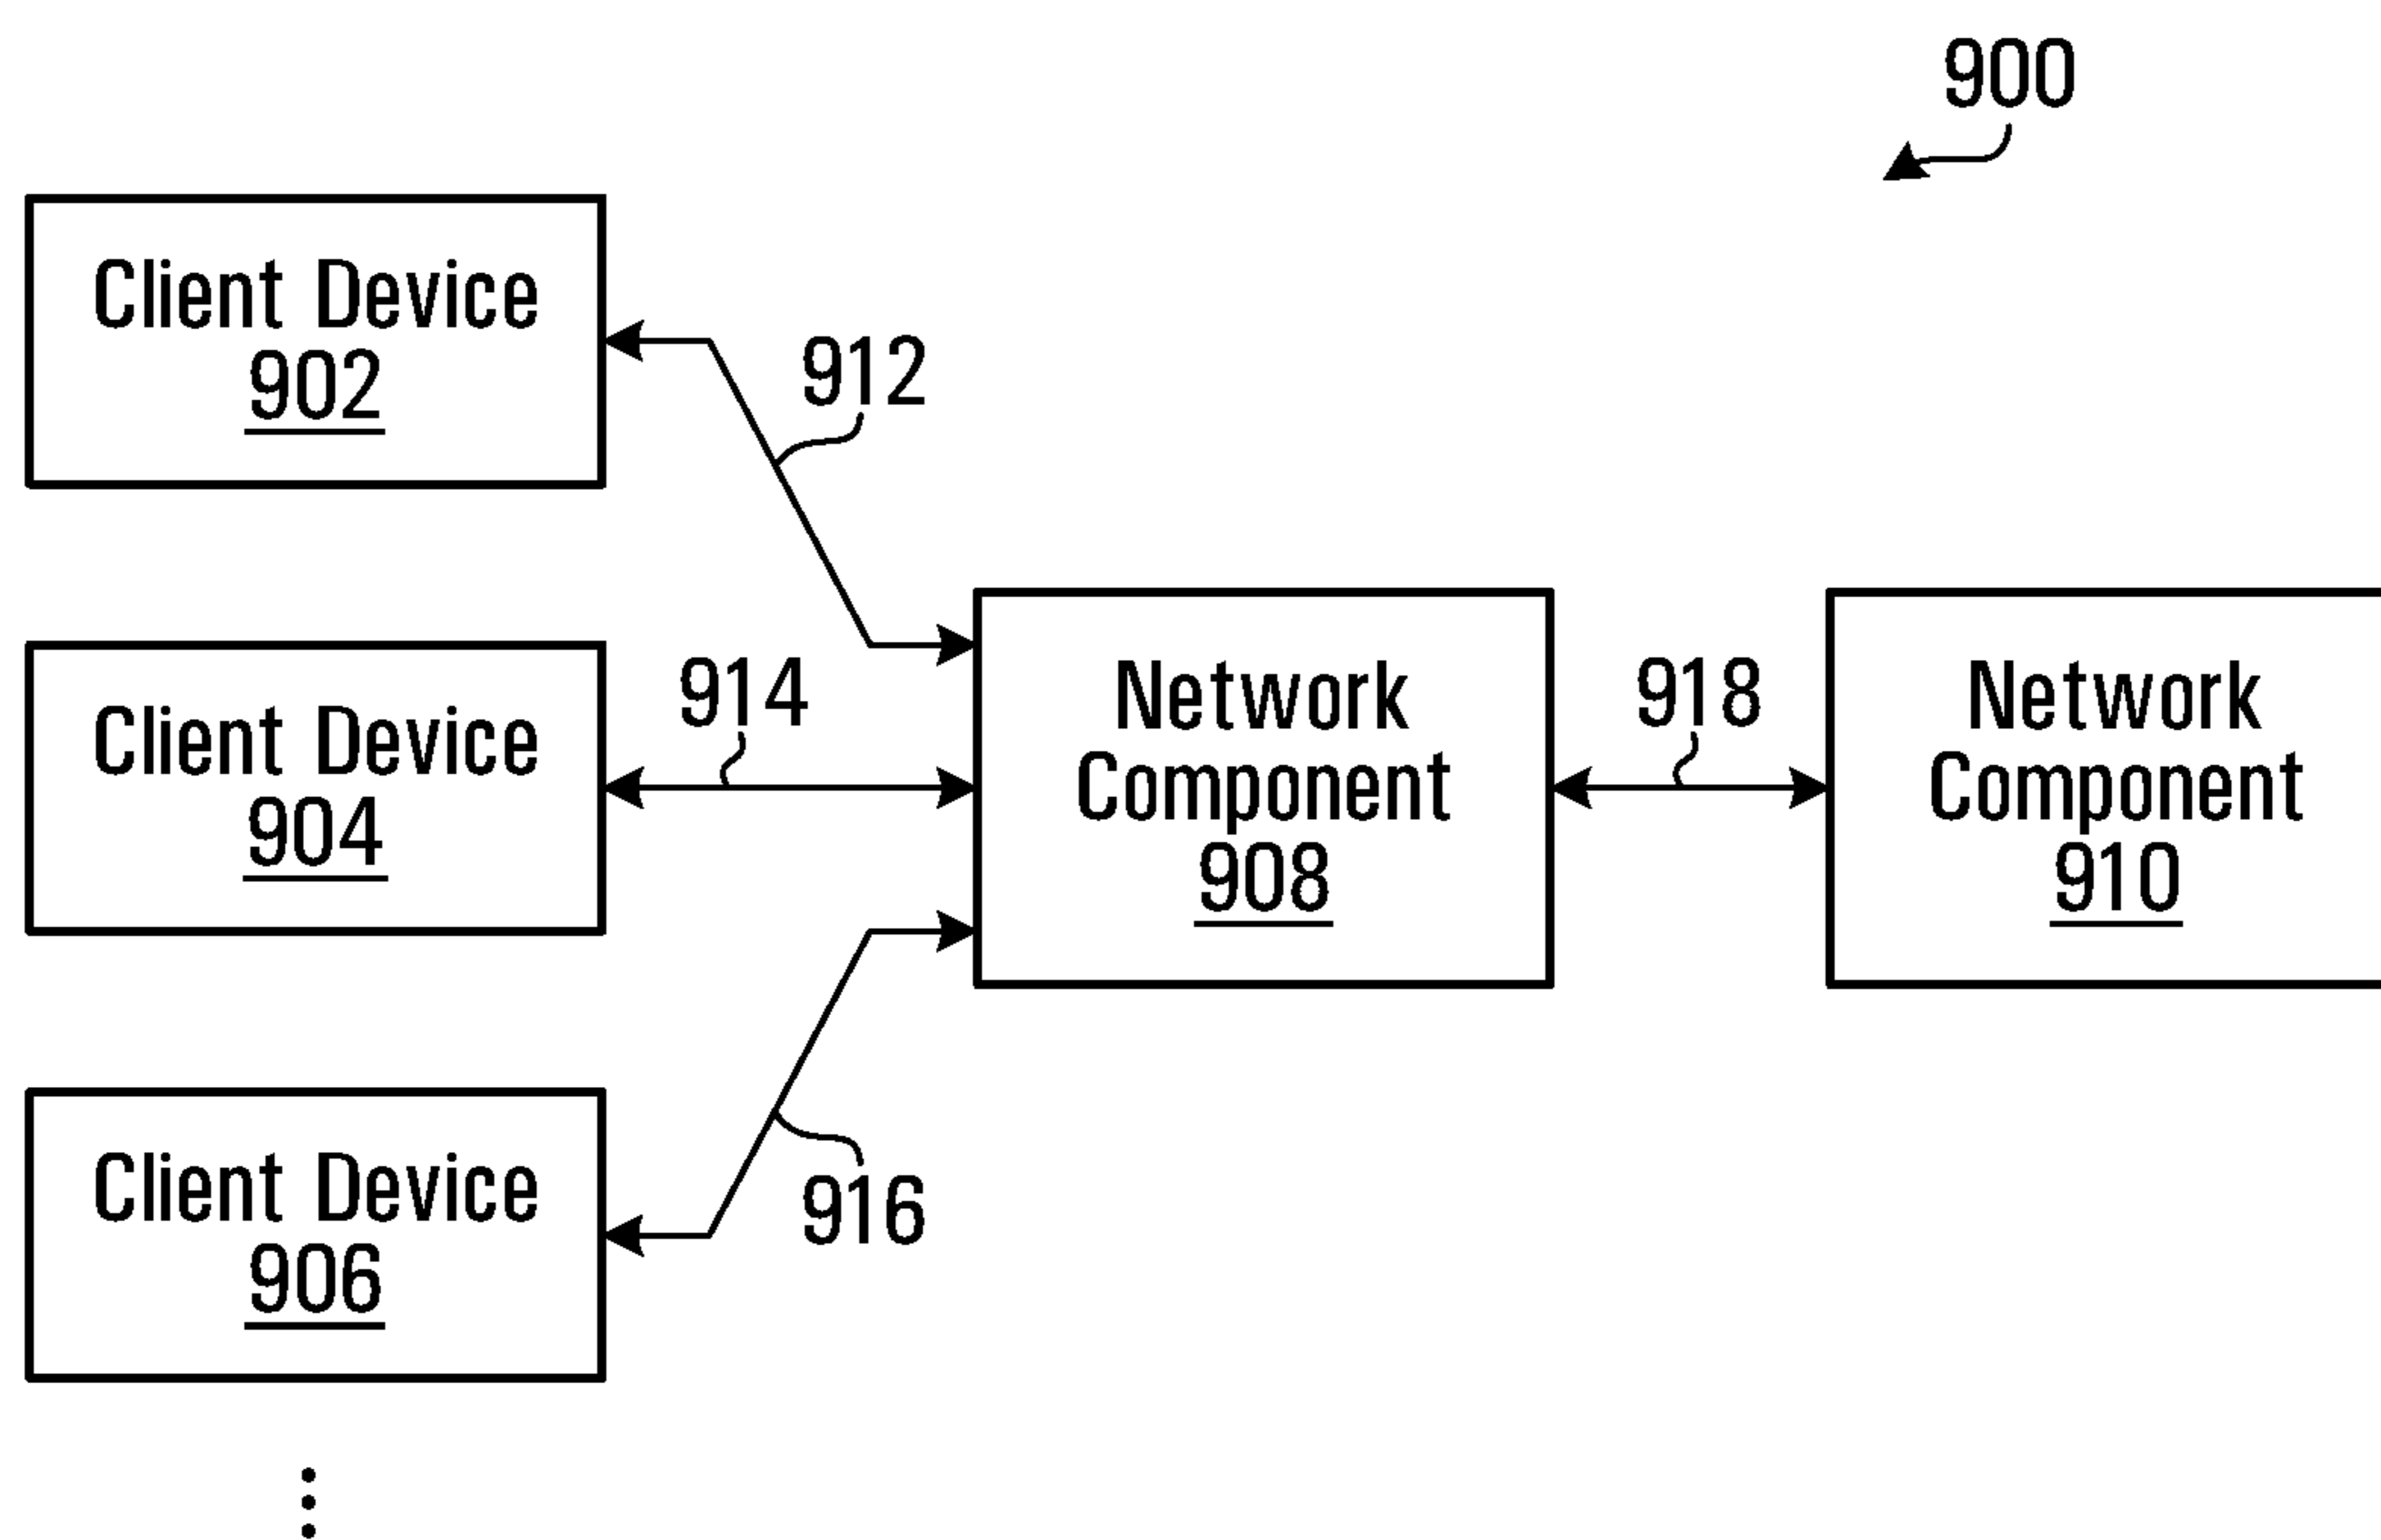 900
Client Device
902
912
Client Device
904
914
Network
Component
908
918
Network
Component
910
Client Device
906
916